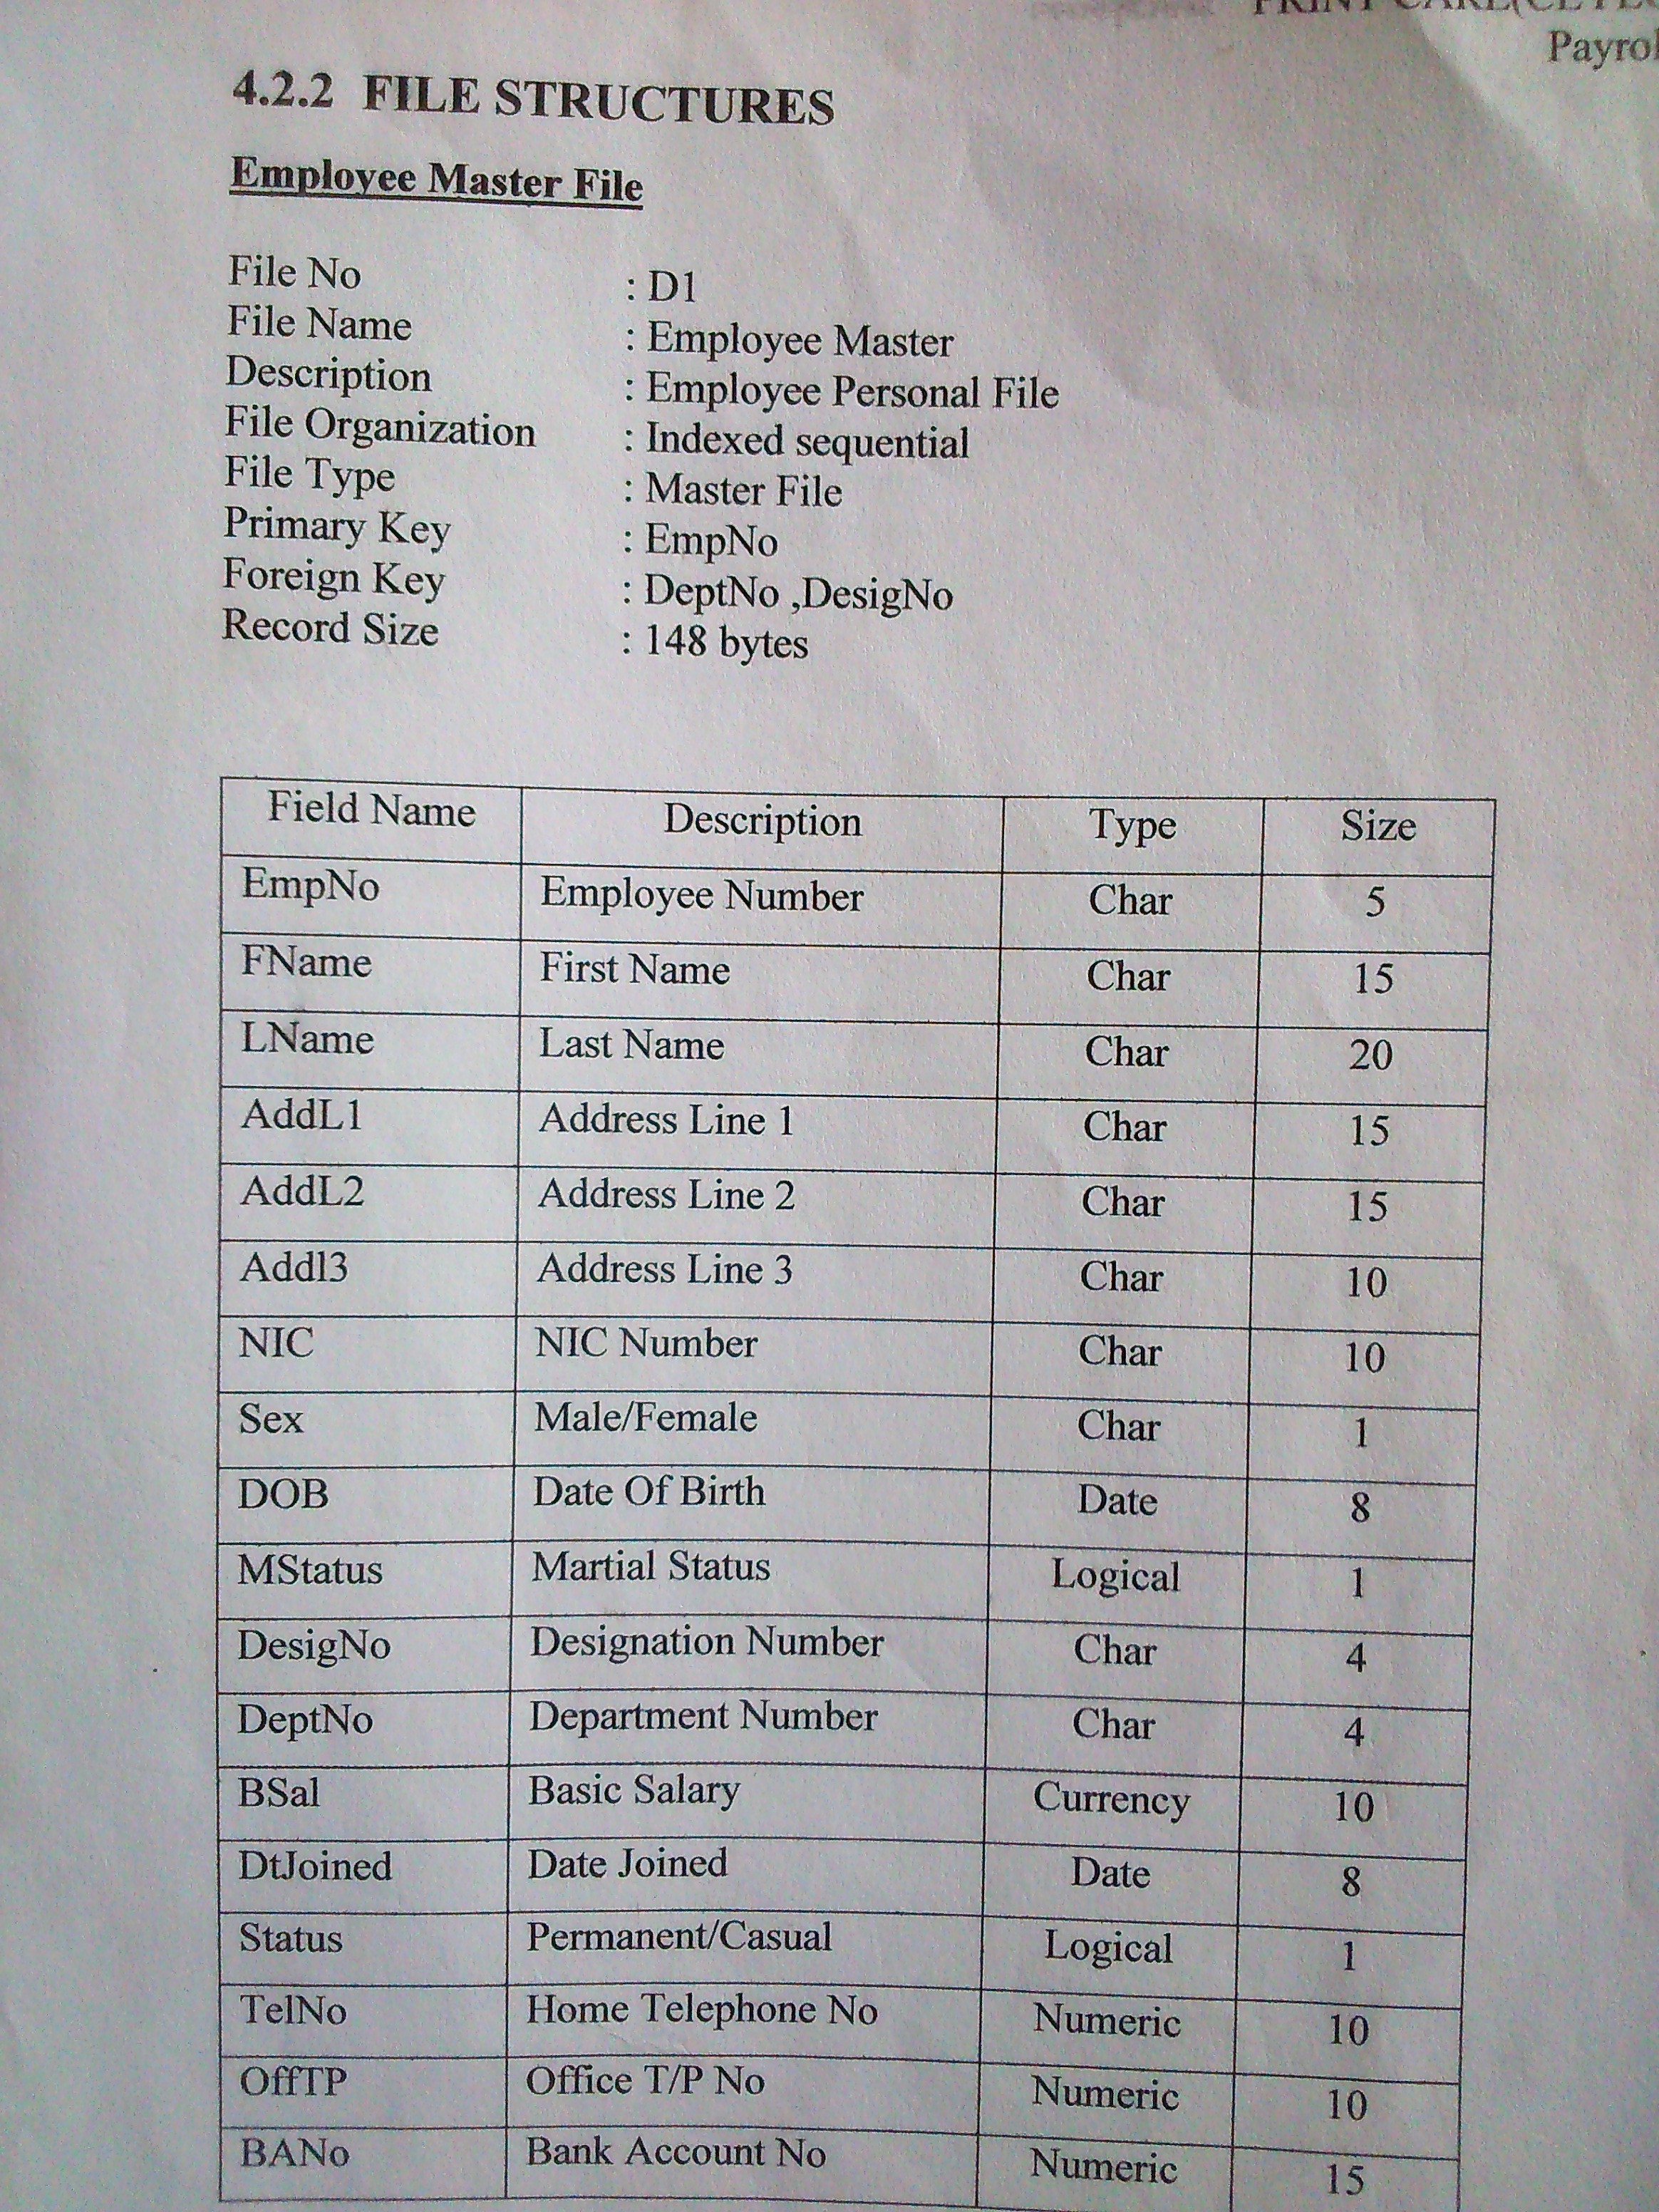 Payrol
4.2.2 FILE STRUCTURES
Employee Master File
File No : D1
File Name : Employee Master
Description : Employee Personal File
File Organization : Indexed sequential
File Type : Master File
Primary Key : EmpNo
Foreign Key : DeptNo ,DesigNo
Record Size : 148 bytes
Field Name Description Type Size
EmpNo Employee Number Char 5
FName First Name Char 15
LName Last Name Char 20
AddL1 Address Line 1 Char 15
AddL2 Address Line 2 Char 15
Addl3 Address Line 3 Char 10
NIC NIC Number Char 10
Sex Male/Female Char 1
DOB Date Of Birth Date 8
MStatus Martial Status Logical 1
DesigNo Designation Number Char 4
DeptNo Department Number Char 4
BSal Basic Salary Currency 10
DtJoined Date Joined Date 8
Status Permanent/Casual Logical 1
TelNo Home Telephone No Numeric 10
OffTP Office T/P No Numeric 10
BANo Bank Account No Numeric 15